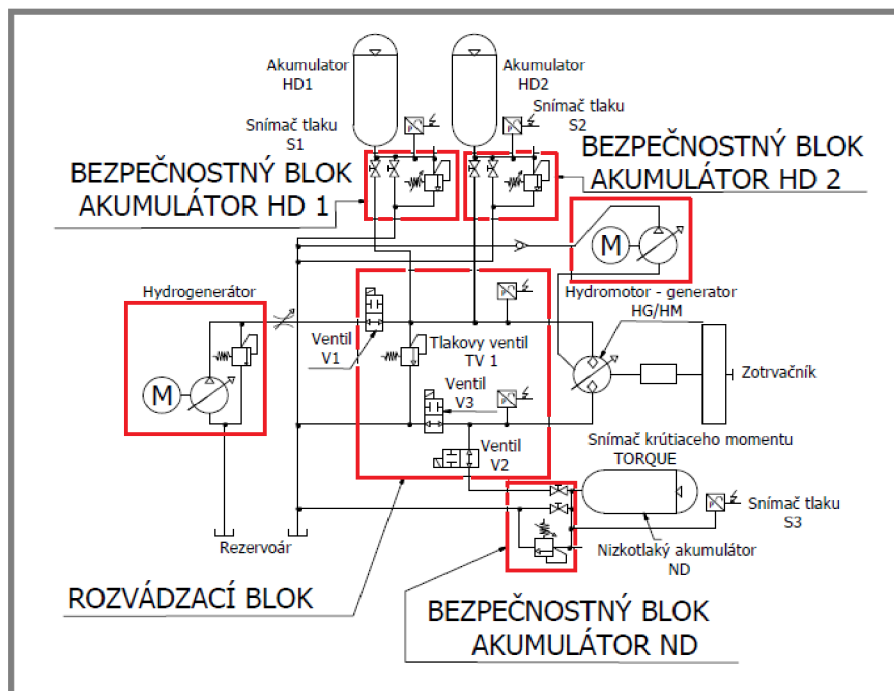 Akumulator
HD1
Akumulator
HD2
Snímač tlaku
S1
Snímač tlaku
S2
BEZPEČNOSTNÝ BLOK
AKUMULÁTOR HD 1
BEZPEČNOSTNÝ BLOK
AKUMULÁTOR HD 2
Hydrogenerátor
M
M
Hydromotor - generator
HG/HM
Ventil
V1
Tlakovy ventil
TV 1
Ventil
V3
Zotrvačník
Ventil
V2
Snímač krútiaceho momentu
TORQUE
Snímač tlaku
S3
Rezervoár
Nizkotlaký akumulátor
ND
ROZVÁDZACÍ BLOK
BEZPEČNOSTNÝ BLOK
AKUMULÁTOR ND